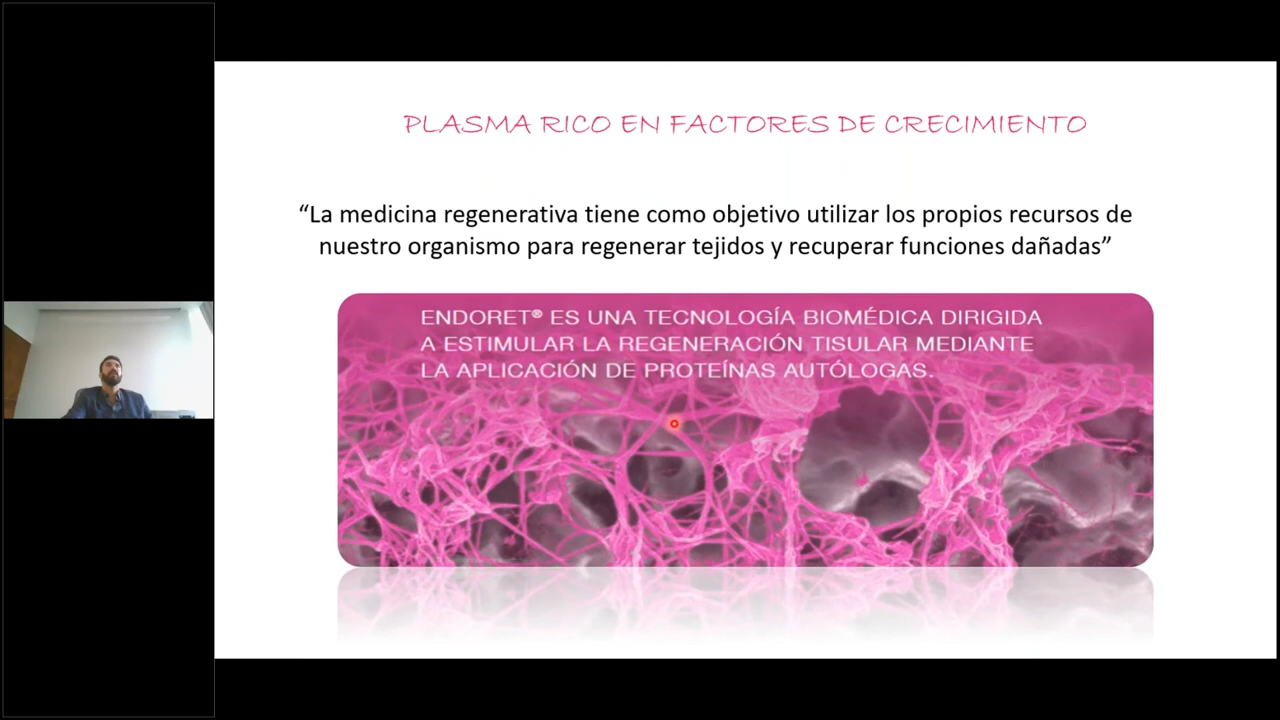 PLASMA RICO EN FACTORES DE CRECIMIENTO
“La medicina regenerativa tiene como objetivo utilizar los propios recursos de
nuestro organismo para regenerar tejidos y recuperar funciones dañadas”
ENDORET® ES UNA TECNOLOGÍA BIOMÉDICA DIRIGIDA
A ESTIMULAR LA REGENERACIÓN TISULAR MEDIANTE
LA APLICACIÓN DE PROTEÍNAS AUTÓLOGAS.